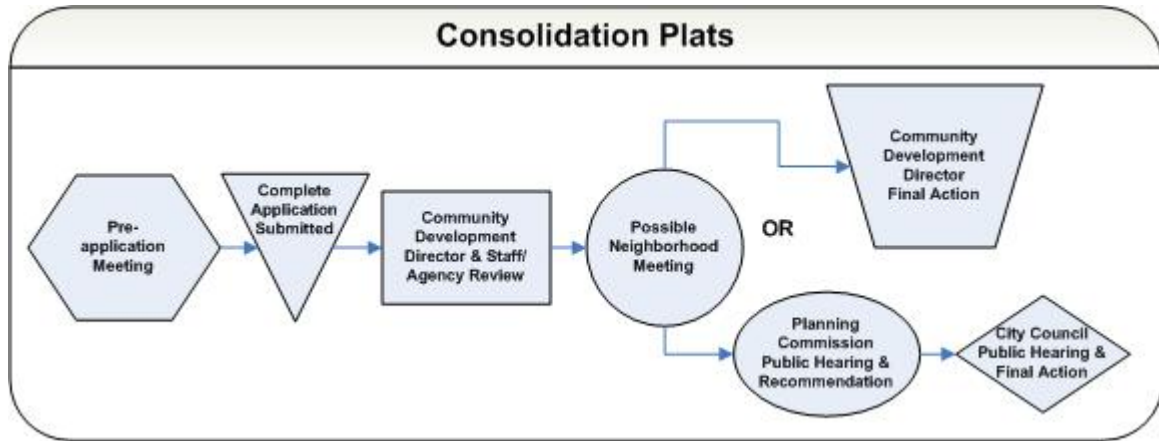 Consolidation Plats
Pre-
application
Meeting
Complete
Application
Submitted
Community
Development
Director & Staff/
Agency Review
Possible
Neighborhood
Meeting
OR
Community
Development
Director
Final Action
Planning
Commission
Public Hearing &
Recommendation
City Council
Public Hearing &
Final Action